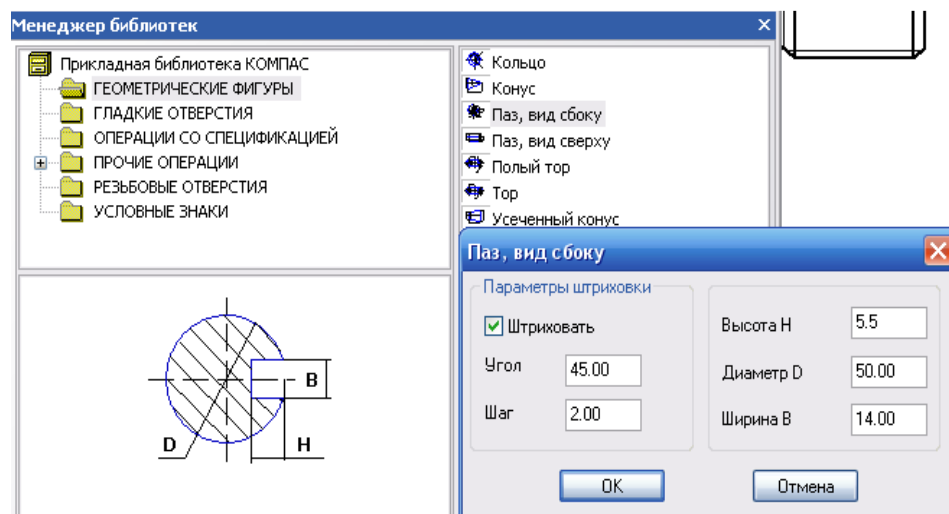 Менеджер библиотек
Прикладная библиотека КОМПАС
ГЕОМЕТРИЧЕСКИЕ ФИГУРЫ
ГЛАДКИЕ ОТВЕРСТИЯ
ОПЕРАЦИИ СО СПЕЦИФИКАЦИЕЙ
ПРОЧИЕ ОПЕРАЦИИ
РЕЗЬБОВЫЕ ОТВЕРСТИЯ
УСЛОВНЫЕ ЗНАКИ
Кольцо
Конус
Паз, вид сбоку
Паз, вид сверху
Полый тор
Тор
Усеченный конус
B
D
H
Паз, вид сбоку
Параметры штриховки
Штриховать
Угол 45.00
Шаг 2.00
Высота H 5.5
Диаметр D 50.00
Ширина B 14.00
OK
Отмена